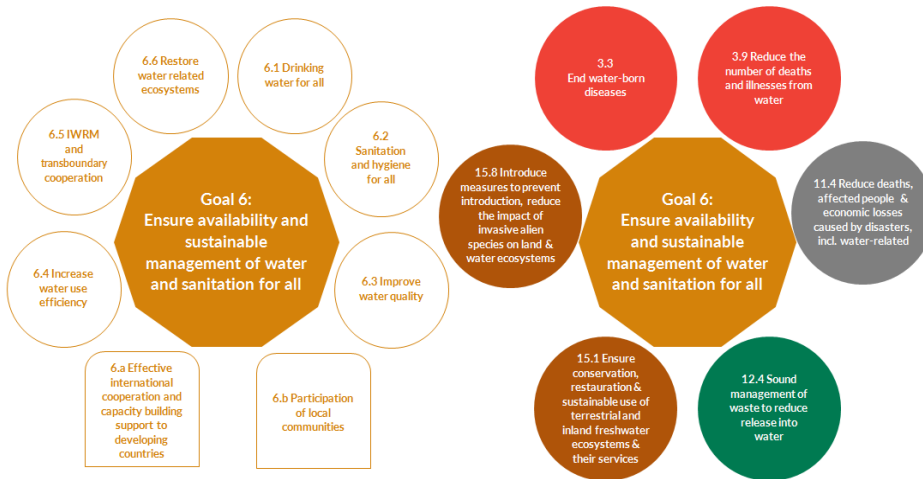 6.6 Restore
water related
ecosystems
6.1 Drinking
water for all
6.5 IWRM
and
transboundary
cooperation
6.2
Sanitation
and hygiene
for all
Goal 6:
Ensure availability and
sustainable
management of water
and sanitation for all
6.4 Increase
water use
efficiency
6.3 Improve
water quality
6.a Effective
international
cooperation and
capacity building
support to
developing
countries
6.b Participation
of local
communities
3.3
End water-born
diseases
3.9 Reduce the
number of deaths
and illnesses from
water
15.8 Introduce
measures to prevent
introduction, reduce
the impact of
invasive alien
species on land &
water ecosystems
Goal 6:
Ensure availability
and sustainable
management of water
and sanitation for all
11.4 Reduce deaths,
affected people &
economic losses
caused by disasters,
incl. water-related
15.1 Ensure
conservation,
restauration &
sustainable use of
terrestrial and
inland freshwater
ecosystems &
their services
12.4 Sound
management of
waste to reduce
release into
water